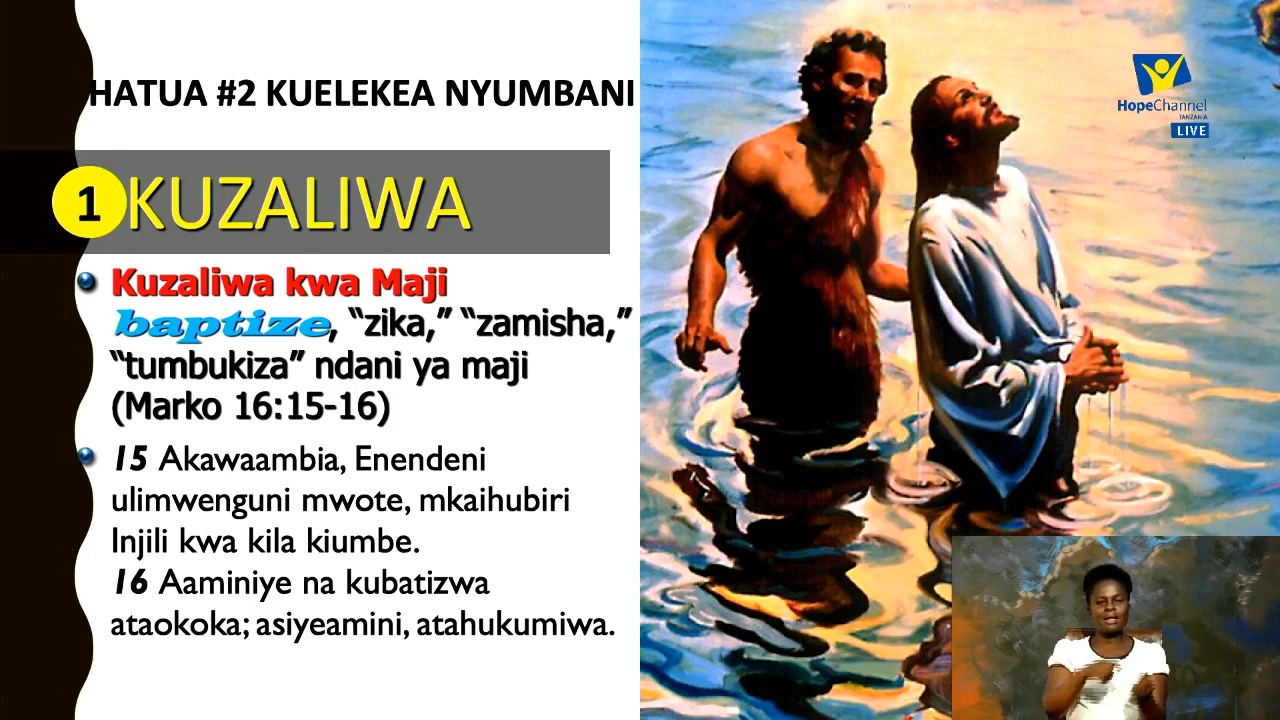 HATUA #2 KUELEKEA NYUMBANI
1 KUZALIWA
Kuzaliwa kwa Maji
baptize, “zika,” “zamisha,”
“tumbukiza” ndani ya maji
(Marko 16:15-16)
15 Akawaambia, Enendeni
ulimwenguni mwote, mkaihubiri
Injili kwa kila kiumbe.
16 Aaminiye na kubatizwa
ataokoka; asiyeamini, atahukumiwa.
HopeChannel
TANZANIA
LIVE